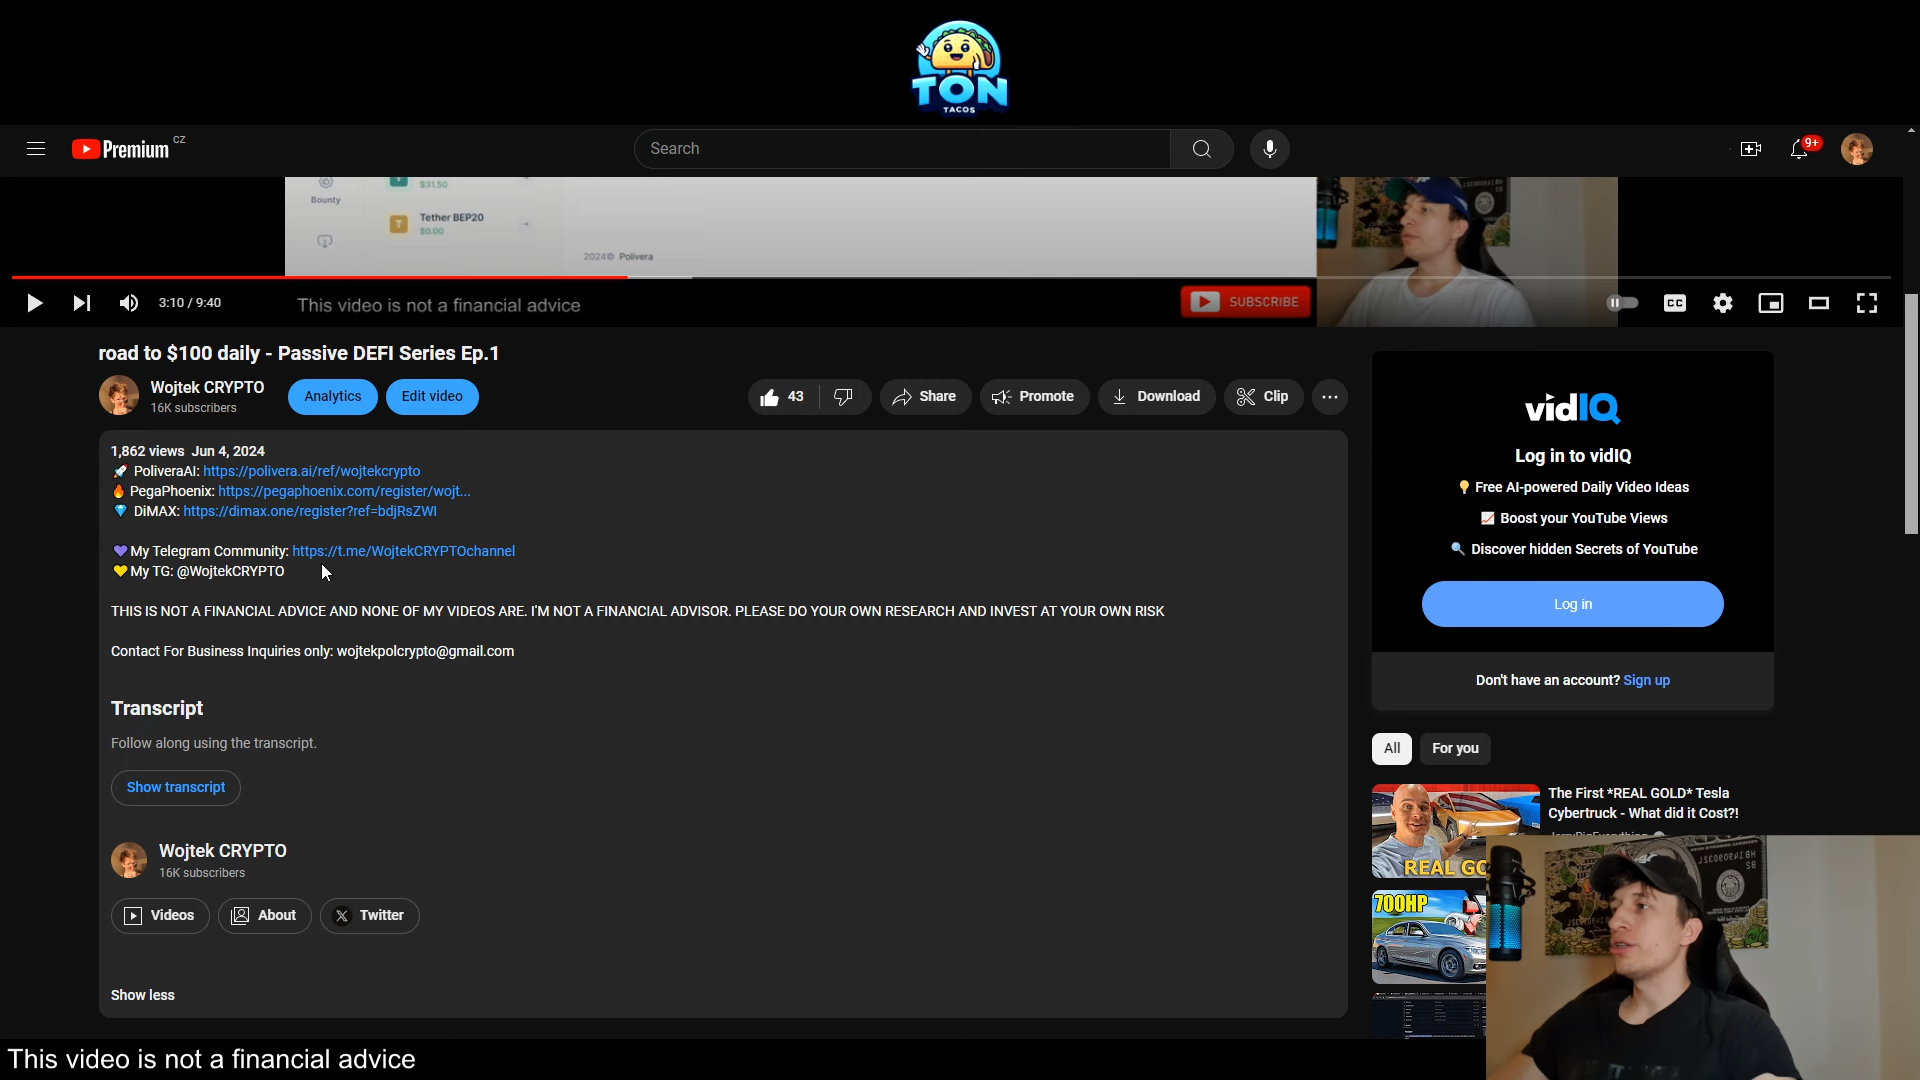 TON
TACOS
Premium CZ
Search
9+
Bounty
$31.50
Tether BEP20
$0.00
2024© Polivera
3:10 / 9:40
This video is not a financial advice
SUBSCRIBE
CC
road to $100 daily - Passive DEFI Series Ep.1
Wojtek CRYPTO
16K subscribers
Analytics
Edit video
43
Share
Promote
Download
Clip
1,862 views Jun 4, 2024
🚀 PoliveraAI: https://polivera.ai/ref/wojtekcrypto
🔥 PegaPhoenix: https://pegaphoenix.com/register/wojt...
💎 DiMAX: https://dimax.one/register?ref=bdjRsZWl
💜My Telegram Community: https://t.me/WojtekCRYPTOchannel
💛My TG: @WojtekCRYPTO
THIS IS NOT A FINANCIAL ADVICE AND NONE OF MY VIDEOS ARE. I'M NOT A FINANCIAL ADVISOR. PLEASE DO YOUR OWN RESEARCH AND INVEST AT YOUR OWN RISK
Contact For Business Inquiries only: wojtekpolcrypto@gmail.com
Transcript
Follow along using the transcript.
Show transcript
Wojtek CRYPTO
16K subscribers
Videos
About
Twitter
Show less
vidIQ
Log in to vidIQ
💡 Free AI-powered Daily Video Ideas
📈 Boost your YouTube Views
🔍 Discover hidden Secrets of YouTube
Log in
Don't have an account? Sign up
All
For you
REAL GO
The First *REAL GOLD* Tesla
Cybertruck - What did it Cost?!
700HP
This video is not a financial advice